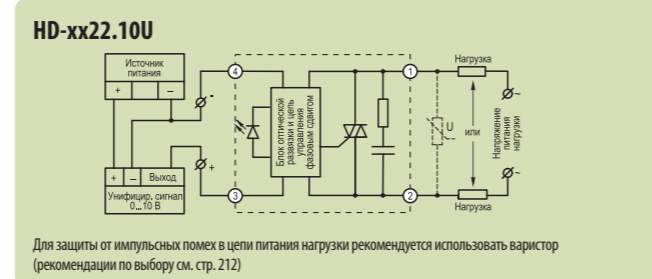 HD-xx22.10U
Источник
питания
+ –
4
-
1
Нагрузка
~
Блок оптической
развязки и цепь
управления
фазовым сдвигом
U
или
Напряжение
питания
нагрузки
+ – Выход
Унифицир. сигнал
0...10 В
+
3
2
~
Нагрузка
Для защиты от импульсных помех в цепи питания нагрузки рекомендуется использовать варистор
(рекомендации по выбору см. стр. 212)